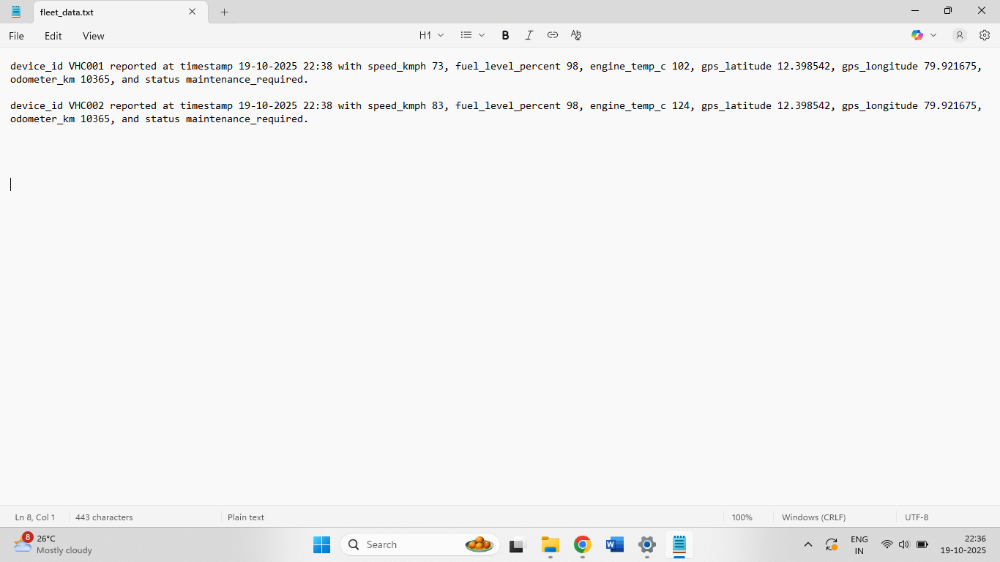 fleet_data.txt
File Edit View H1 B I Ab
device_id VHC001 reported at timestamp 19-10-2025 22:38 with speed_kmph 73, fuel_level_percent 98, engine_temp_c 102, gps_latitude 12.398542, gps_longitude 79.921675,
odometer_km 10365, and status maintenance_required.
device_id VHC002 reported at timestamp 19-10-2025 22:38 with speed_kmph 83, fuel_level_percent 98, engine_temp_c 124, gps_latitude 12.398542, gps_longitude 79.921675,
odometer_km 10365, and status maintenance_required.
Ln 8, Col 1 443 characters Plain text 100% Windows (CRLF) UTF-8
8 26°C
Mostly cloudy
Search
W
ENG
IN
22:36
19-10-2025